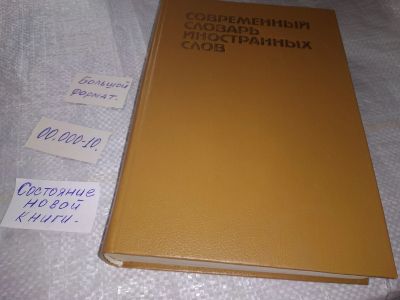 СОВРЕМЕННЫЙ
СЛОВАРЬ
ИНОСТРАННЫХ
СЛОВ
Большой
формат.
00.000-10.
Состояние
новой
книги.-